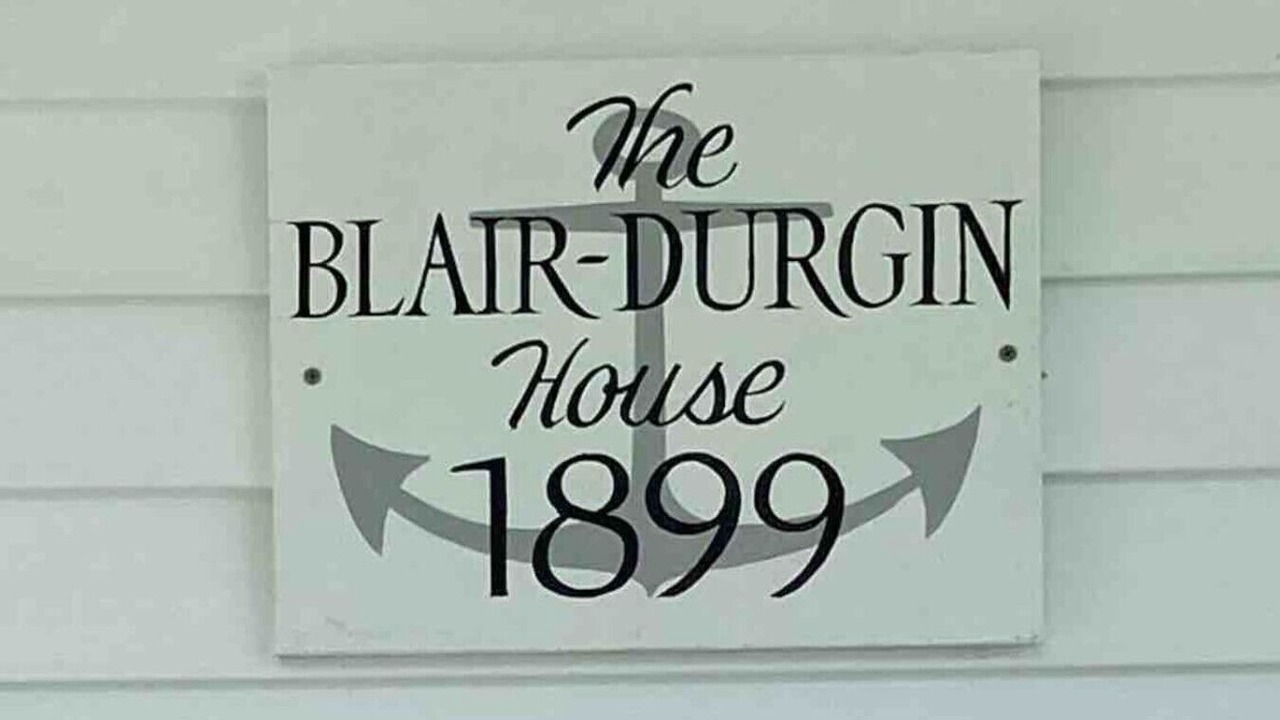 The
BLAIR-DURGIN
House
1899